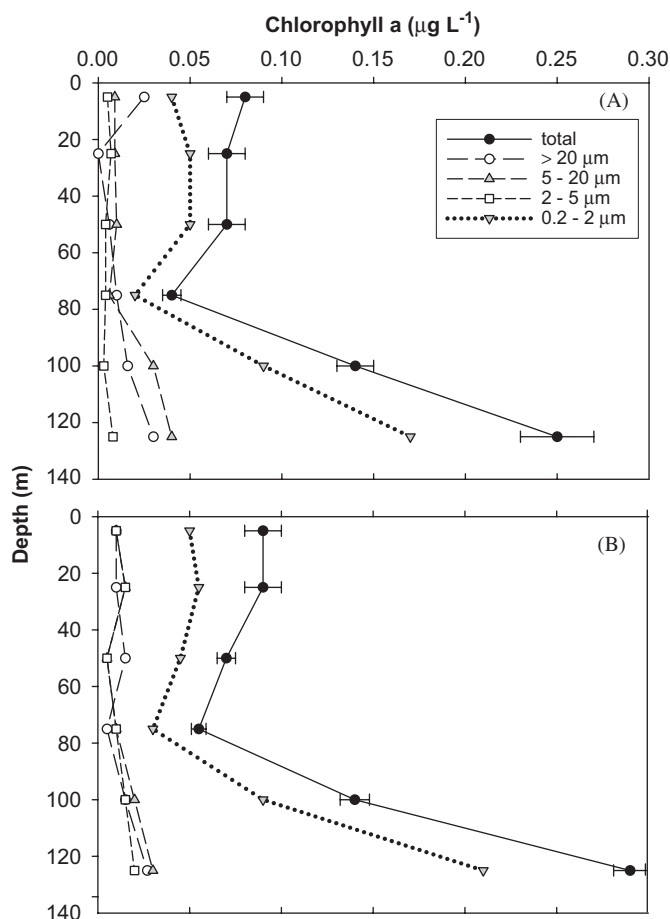 Chlorophyll a (μg L⁻¹)
0.00 0.05 0.10 0.15 0.20 0.25 0.30
0
20
40
60
80
100
120
140
(A)
total
> 20 μm
5 - 20 μm
2 - 5 μm
0.2 - 2 μm
Depth (m)
0
20
40
60
80
100
120
140
(B)